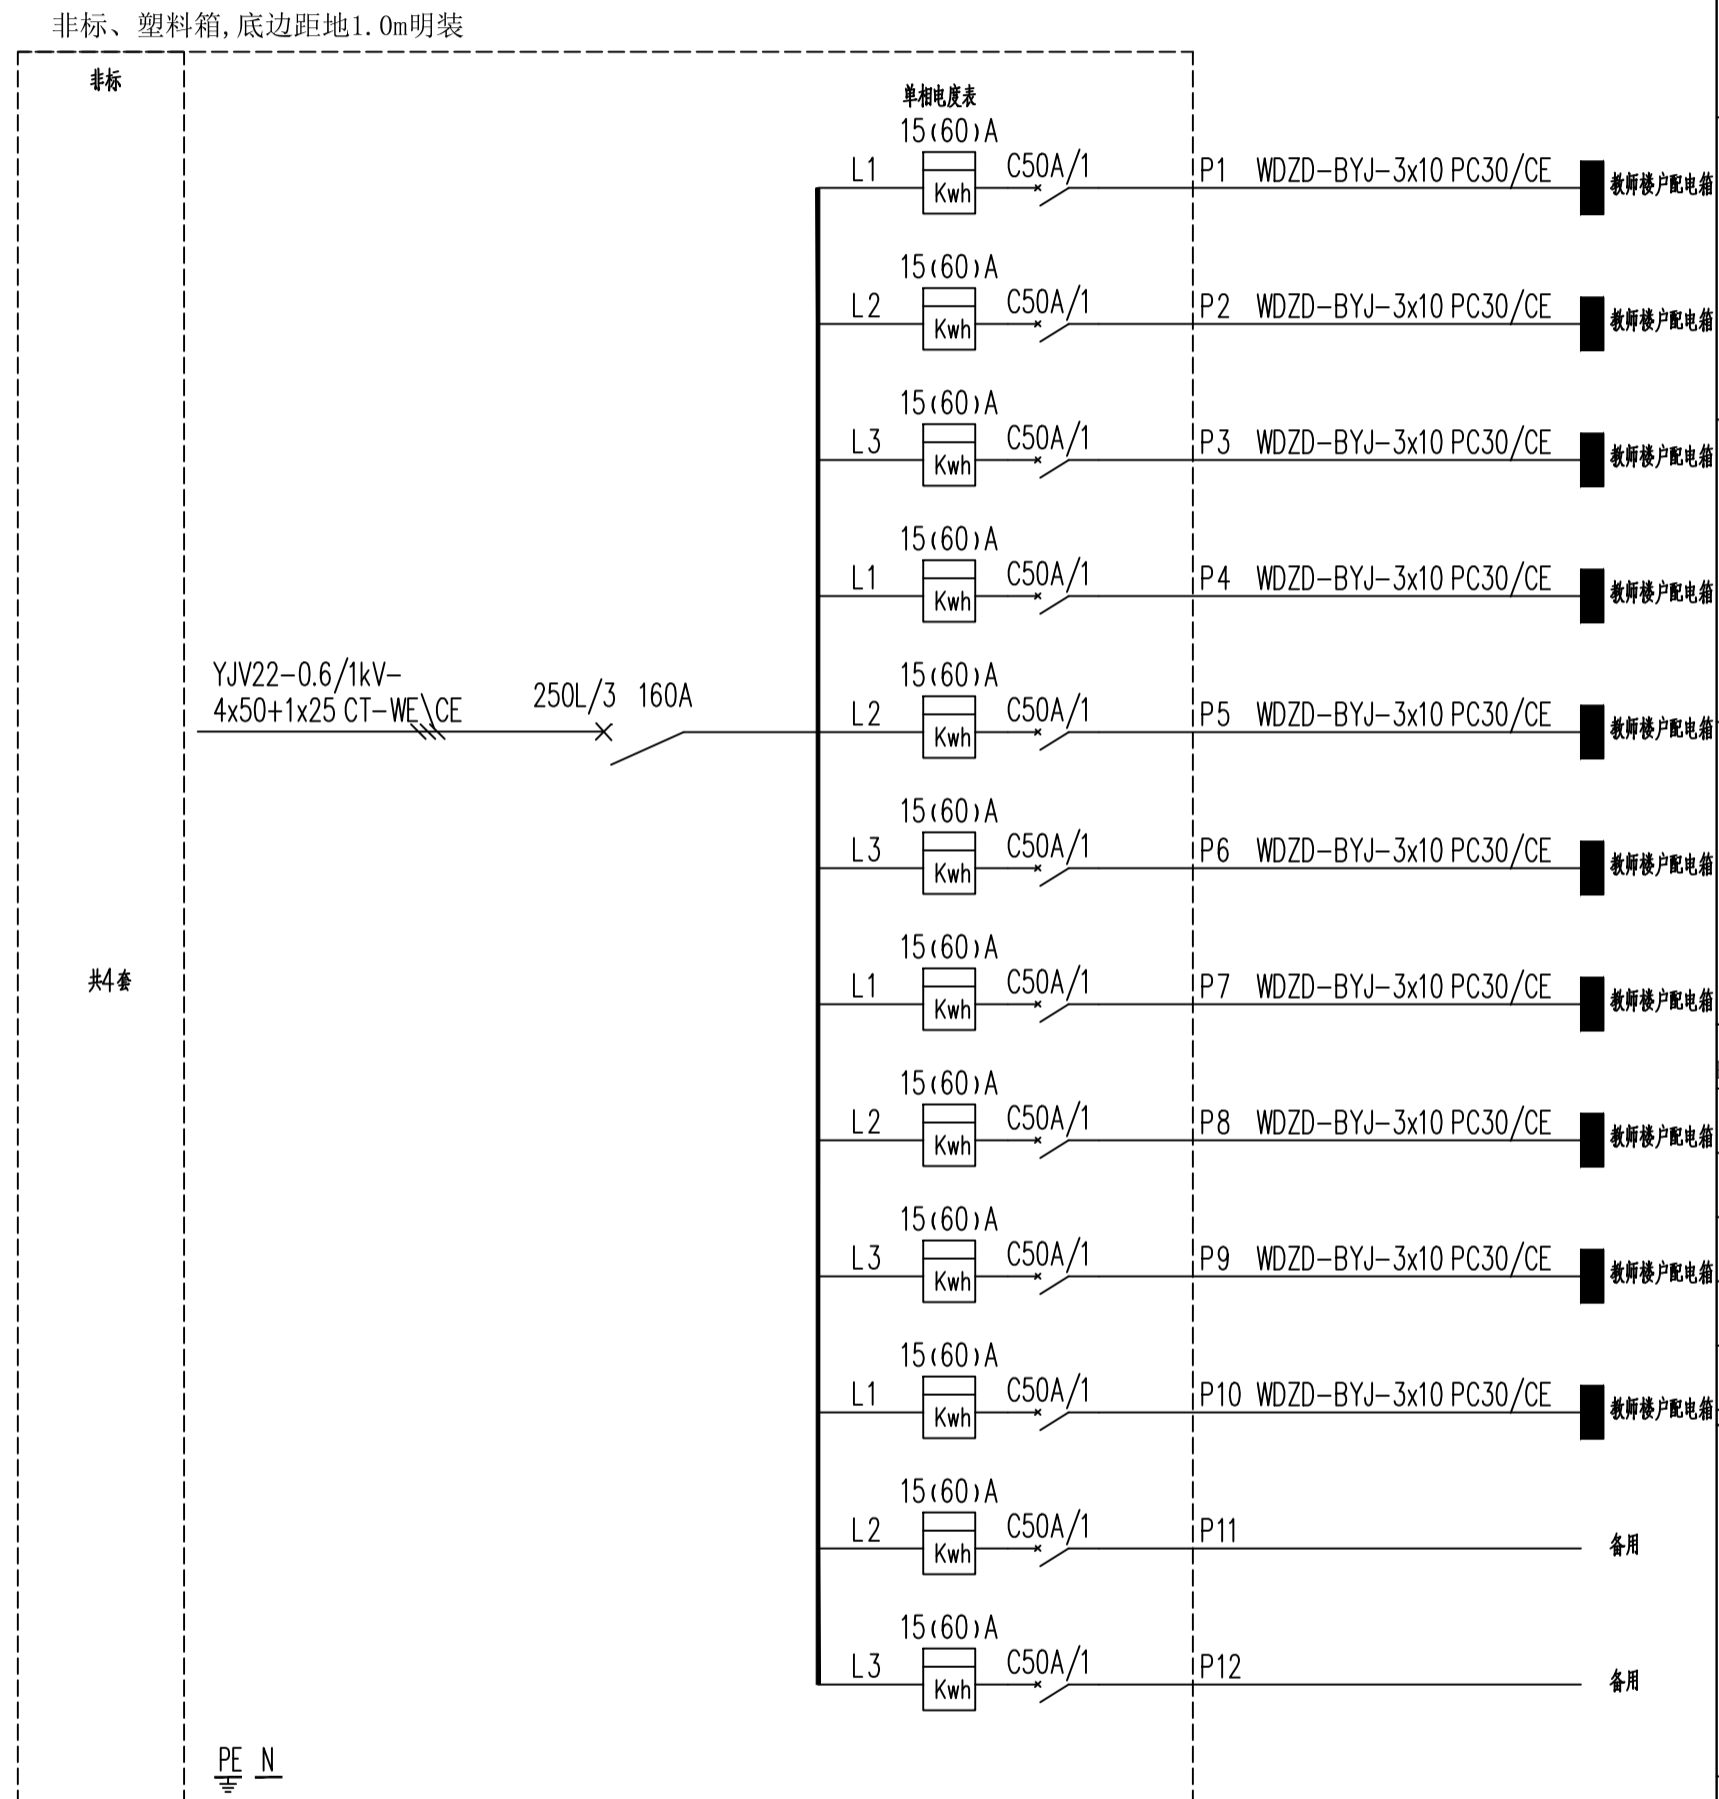 非标、塑料箱,底边距地1.0m明装
非标
单相电度表
15(60)A
L1 Kwh C50A/1 P1 WDZD-BYJ-3x10 PC30/CE 教师楼户配电箱
15(60)A
L2 Kwh C50A/1 P2 WDZD-BYJ-3x10 PC30/CE 教师楼户配电箱
15(60)A
L3 Kwh C50A/1 P3 WDZD-BYJ-3x10 PC30/CE 教师楼户配电箱
15(60)A
L1 Kwh C50A/1 P4 WDZD-BYJ-3x10 PC30/CE 教师楼户配电箱
YJV22-0.6/1kV-
4x50+1x25 CT-WE\CE
250L/3 160A
15(60)A
L2 Kwh C50A/1 P5 WDZD-BYJ-3x10 PC30/CE 教师楼户配电箱
15(60)A
L3 Kwh C50A/1 P6 WDZD-BYJ-3x10 PC30/CE 教师楼户配电箱
共4套
15(60)A
L1 Kwh C50A/1 P7 WDZD-BYJ-3x10 PC30/CE 教师楼户配电箱
15(60)A
L2 Kwh C50A/1 P8 WDZD-BYJ-3x10 PC30/CE 教师楼户配电箱
15(60)A
L3 Kwh C50A/1 P9 WDZD-BYJ-3x10 PC30/CE 教师楼户配电箱
15(60)A
L1 Kwh C50A/1 P10 WDZD-BYJ-3x10 PC30/CE 教师楼户配电箱
15(60)A
L2 Kwh C50A/1 P11 备用
15(60)A
L3 Kwh C50A/1 P12 备用
PE N